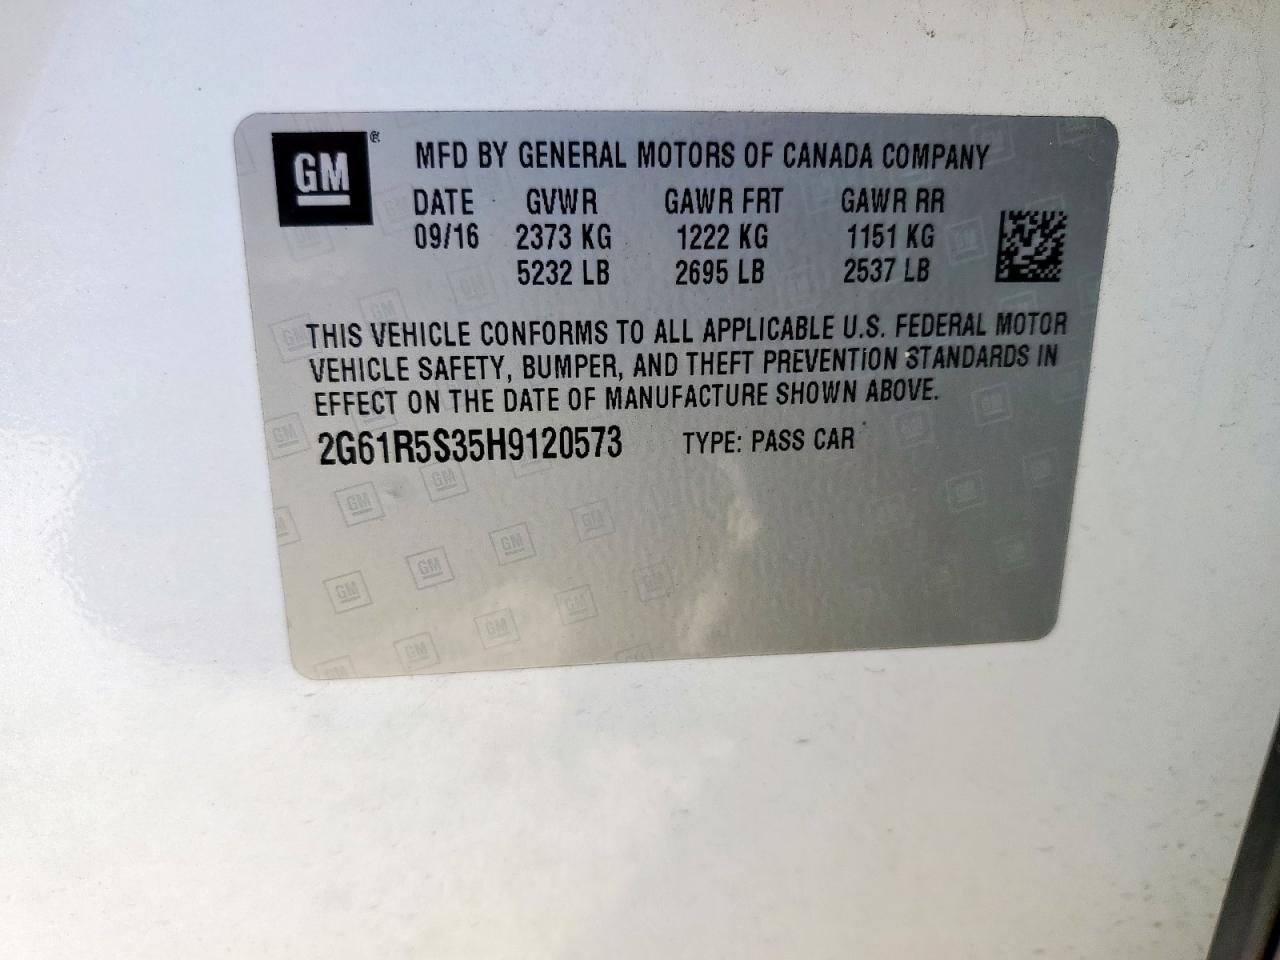 GM ®
MFD BY GENERAL MOTORS OF CANADA COMPANY
DATE GVWR GAWR FRT GAWR RR
09/16 2373 KG 1222 KG 1151 KG
5232 LB 2695 LB 2537 LB
THIS VEHICLE CONFORMS TO ALL APPLICABLE U.S. FEDERAL MOTOR
VEHICLE SAFETY, BUMPER, AND THEFT PREVENTION STANDARDS IN
EFFECT ON THE DATE OF MANUFACTURE SHOWN ABOVE.
2G61R5S35H9120573 TYPE: PASS CAR